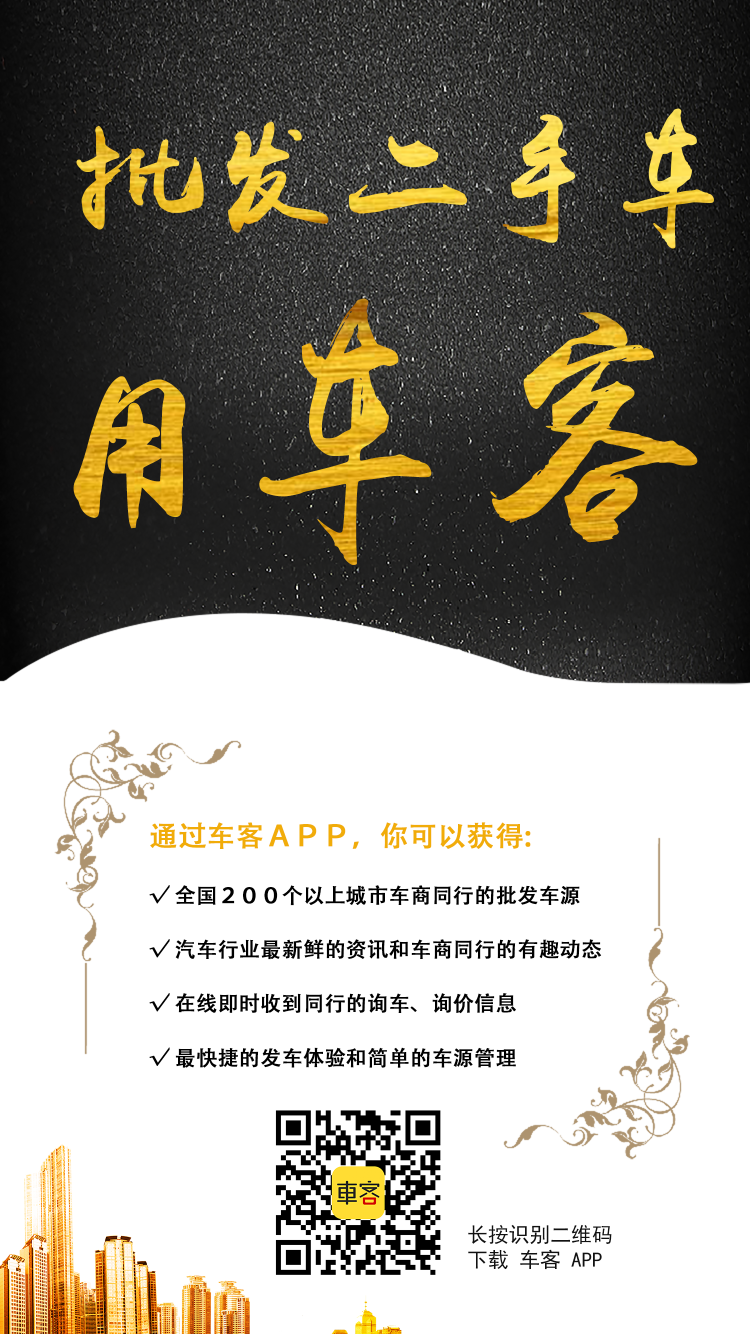 批发二手车
用车客
通过车客ＡＰＰ，你可以获得:
√全国２００个以上城市车商同行的批发车源
√汽车行业最新鲜的资讯和车商同行的有趣动态
√在线即时收到同行的询车、询价信息
√最快捷的发车体验和简单的车源管理
車客
长按识别二维码
下载 车客 APP